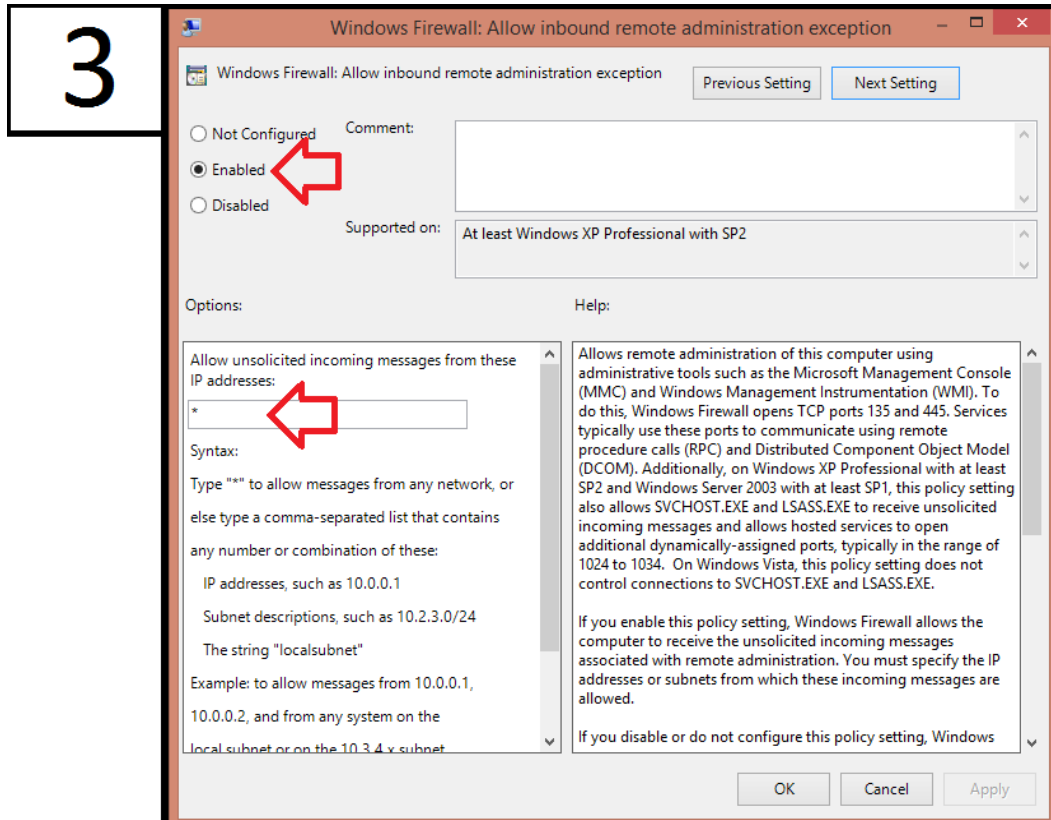 3
Windows Firewall: Allow inbound remote administration exception
Windows Firewall: Allow inbound remote administration exception
Previous Setting
Next Setting
Not Configured
Comment:
Enabled
Disabled
Supported on:
At least Windows XP Professional with SP2
Options:
Help:
Allow unsolicited incoming messages from these
IP addresses:
*
Syntax:
Type "*" to allow messages from any network, or
else type a comma-separated list that contains
any number or combination of these:
IP addresses, such as 10.0.0.1
Subnet descriptions, such as 10.2.3.0/24
The string "localsubnet"
Example: to allow messages from 10.0.0.1,
10.0.0.2, and from any system on the
local subnet or on the 10.3.4.x subnet
Allows remote administration of this computer using
administrative tools such as the Microsoft Management Console
(MMC) and Windows Management Instrumentation (WMI). To
do this, Windows Firewall opens TCP ports 135 and 445. Services
typically use these ports to communicate using remote
procedure calls (RPC) and Distributed Component Object Model
(DCOM). Additionally, on Windows XP Professional with at least
SP2 and Windows Server 2003 with at least SP1, this policy setting
also allows SVCHOST.EXE and LSASS.EXE to receive unsolicited
incoming messages and allows hosted services to open
additional dynamically-assigned ports, typically in the range of
1024 to 1034.  On Windows Vista, this policy setting does not
control connections to SVCHOST.EXE and LSASS.EXE.
If you enable this policy setting, Windows Firewall allows the
computer to receive the unsolicited incoming messages
associated with remote administration. You must specify the IP
addresses or subnets from which these incoming messages are
allowed.
If you disable or do not configure this policy setting, Windows
OK
Cancel
Apply